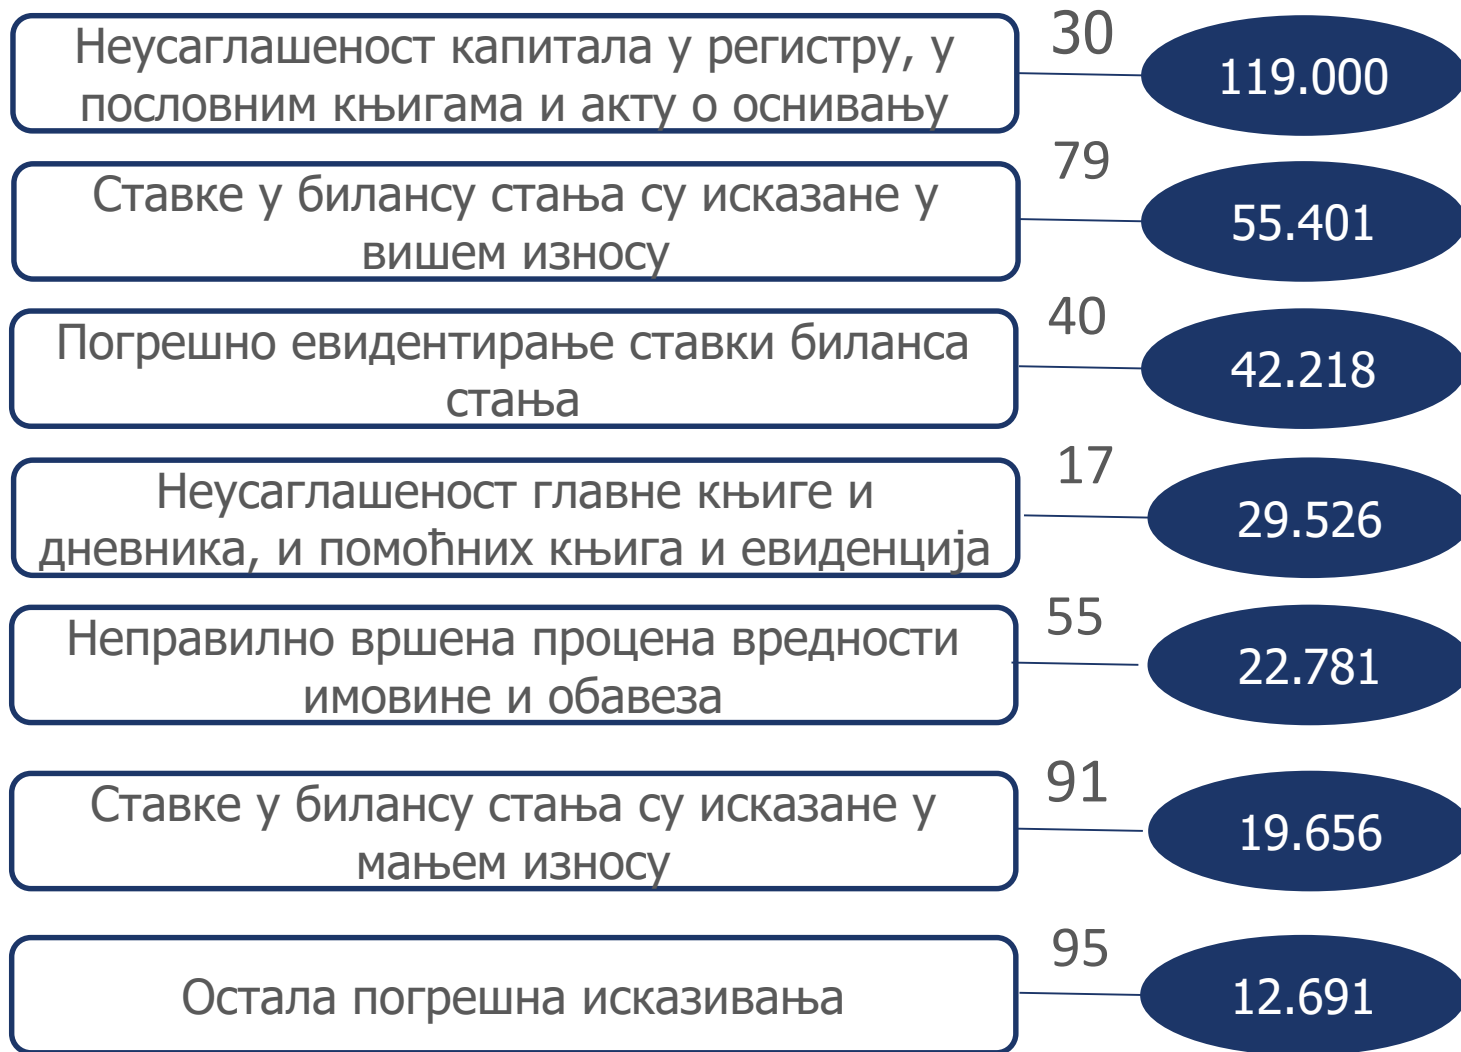 Неусаглашеност капитала у регистру, у
пословним књигама и акту о оснивању
30
119.000
Ставке у билансу стања су исказане у
вишем износу
79
55.401
Погрешно евидентирање ставки биланса
стања
40
42.218
Неусаглашеност главне књиге и
дневника, и помоћних књига и евиденција
17
29.526
Неправилно вршена процена вредности
имовине и обавеза
55
22.781
Ставке у билансу стања су исказане у
мањем износу
91
19.656
Остала погрешна исказивања
95
12.691